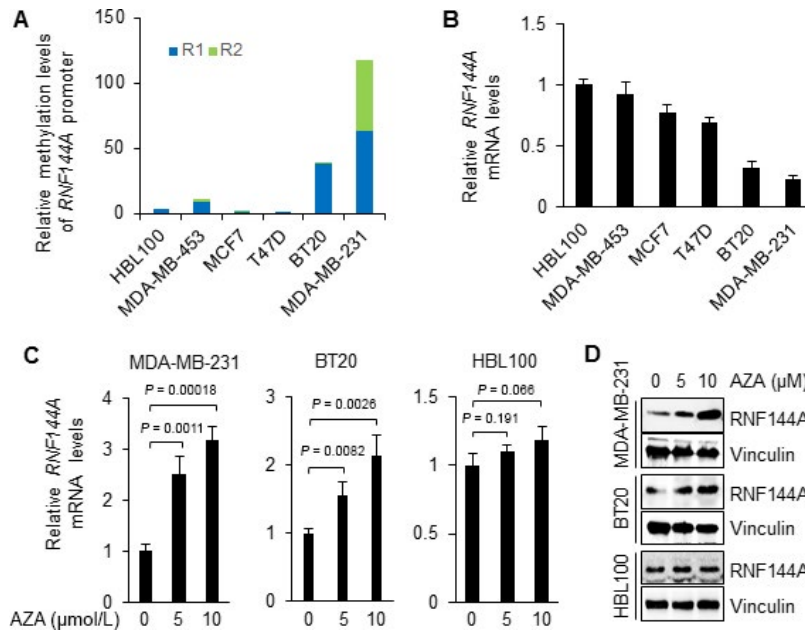 A
Relative methylation levels
of RNF144A promoter
150
100
50
0
R1 R2
HBL100
MDA-MB-453
MCF7
T47D
BT20
MDA-MB-231
B
Relative RNF144A
mRNA levels
1.5
1
0.5
0
HBL100
MDA-MB-453
MCF7
T47D
BT20
MDA-MB-231
C
Relative RNF144A
mRNA levels
MDA-MB-231
4
3
2
1
0
P = 0.00018
P = 0.0011
BT20
3
2
1
0
P = 0.0026
P = 0.0082
HBL100
1.5
1
0.5
0
P = 0.066
P = 0.191
AZA (µmol/L) 0 5 10 0 5 10 0 5 10
D
0 5 10 AZA (µM)
MDA-MB-231
RNF144A
Vinculin
BT20
RNF144A
Vinculin
HBL100
RNF144A
Vinculin